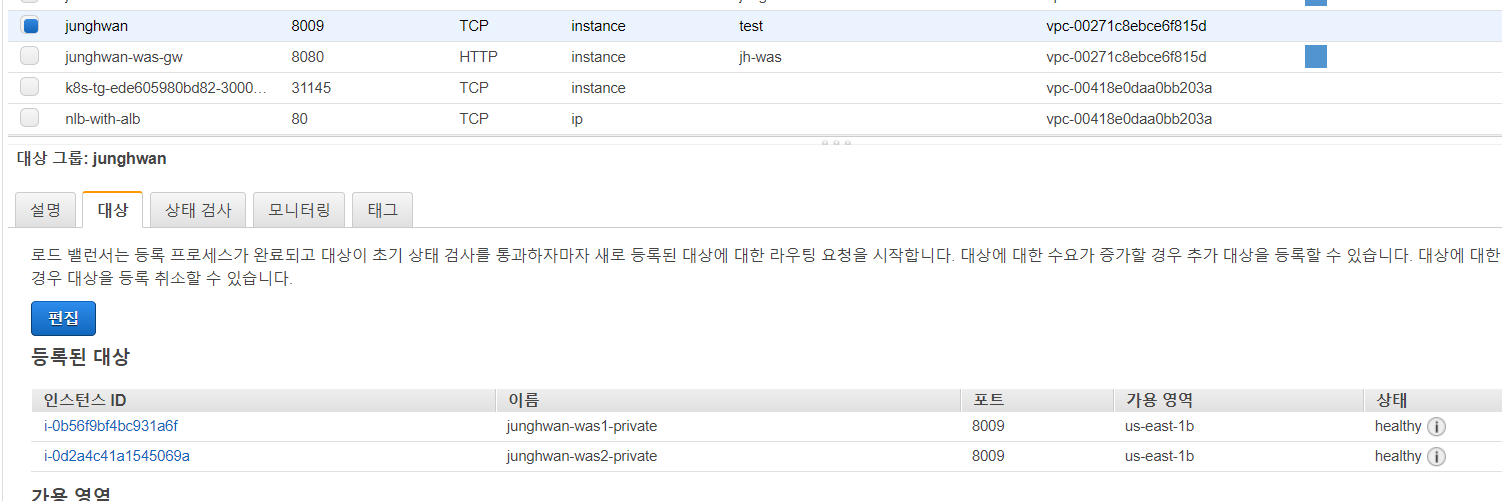 junghwan 8009 TCP instance test vpc-00271c8ebce6f815d
junghwan-was-gw 8080 HTTP instance jh-was vpc-00271c8ebce6f815d
k8s-tg-ede605980bd82-3000… 31145 TCP instance vpc-00418e0daa0bb203a
nlb-with-alb 80 TCP ip vpc-00418e0daa0bb203a
대상 그룹: junghwan
설명 대상 상태 검사 모니터링 태그
로드 밸런서는 등록 프로세스가 완료되고 대상이 초기 상태 검사를 통과하자마자 새로 등록된 대상에 대한 라우팅 요청을 시작합니다. 대상에 대한 수요가 증가할 경우 추가 대상을 등록할 수 있습니다. 대상에 대한
경우 대상을 등록 취소할 수 있습니다.
편집
등록된 대상
인스턴스 ID 이름 포트 가용 영역 상태
i-0b56f9bf4bc931a6f junghwan-was1-private 8009 us-east-1b healthy
i-0d2a4c41a1545069a junghwan-was2-private 8009 us-east-1b healthy
가용 영역